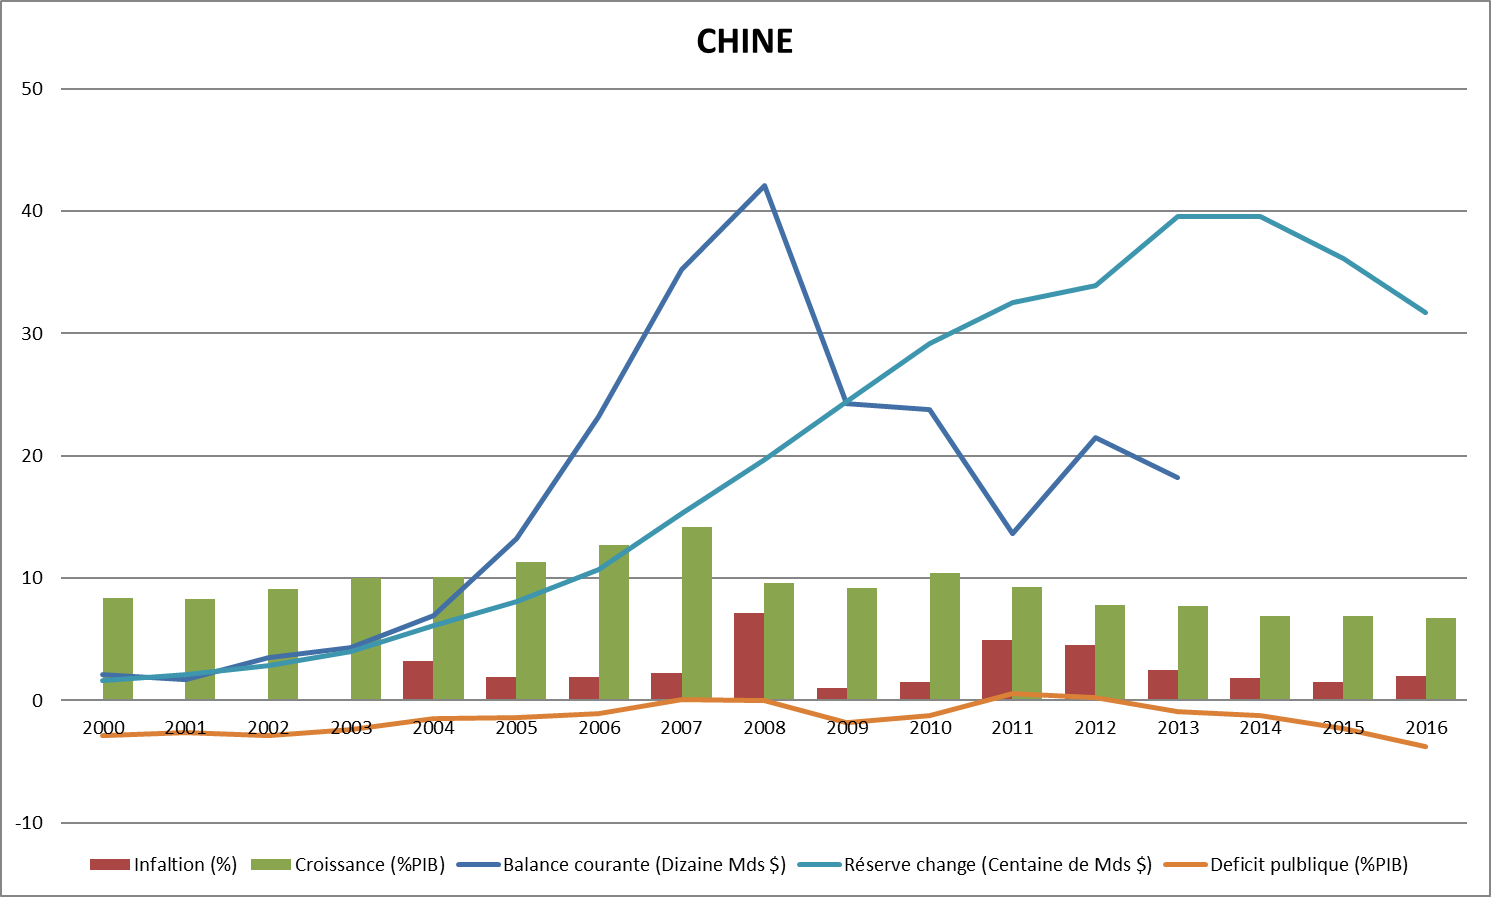 CHINE
50
40
30
20
10
0
2000 2001 2002 2003 2004 2005 2006 2007 2008 2009 2010 2011 2012 2013 2014 2015 2016
-10
Infaltion (%) Croissance (%PIB) Balance courante (Dizaine Mds $) Réserve change (Centaine de Mds $) Deficit pulblique (%PIB)